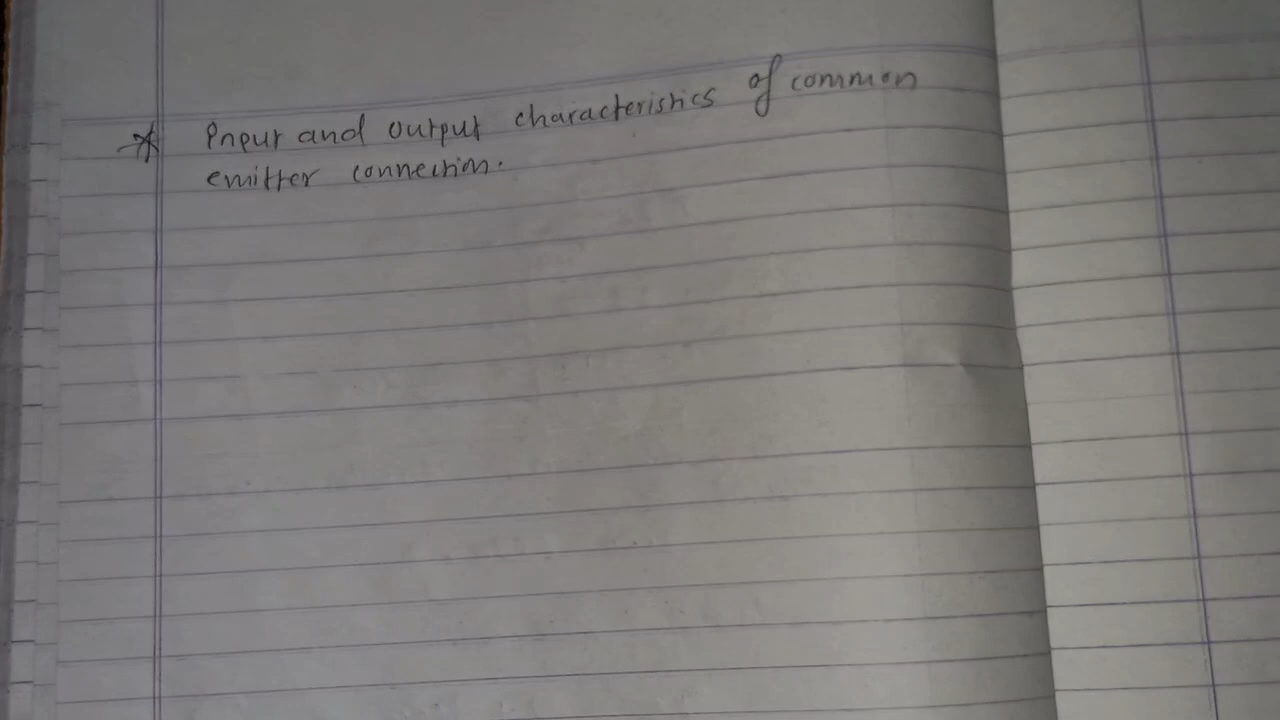 * Input and output characteristics of common
emitter connection.